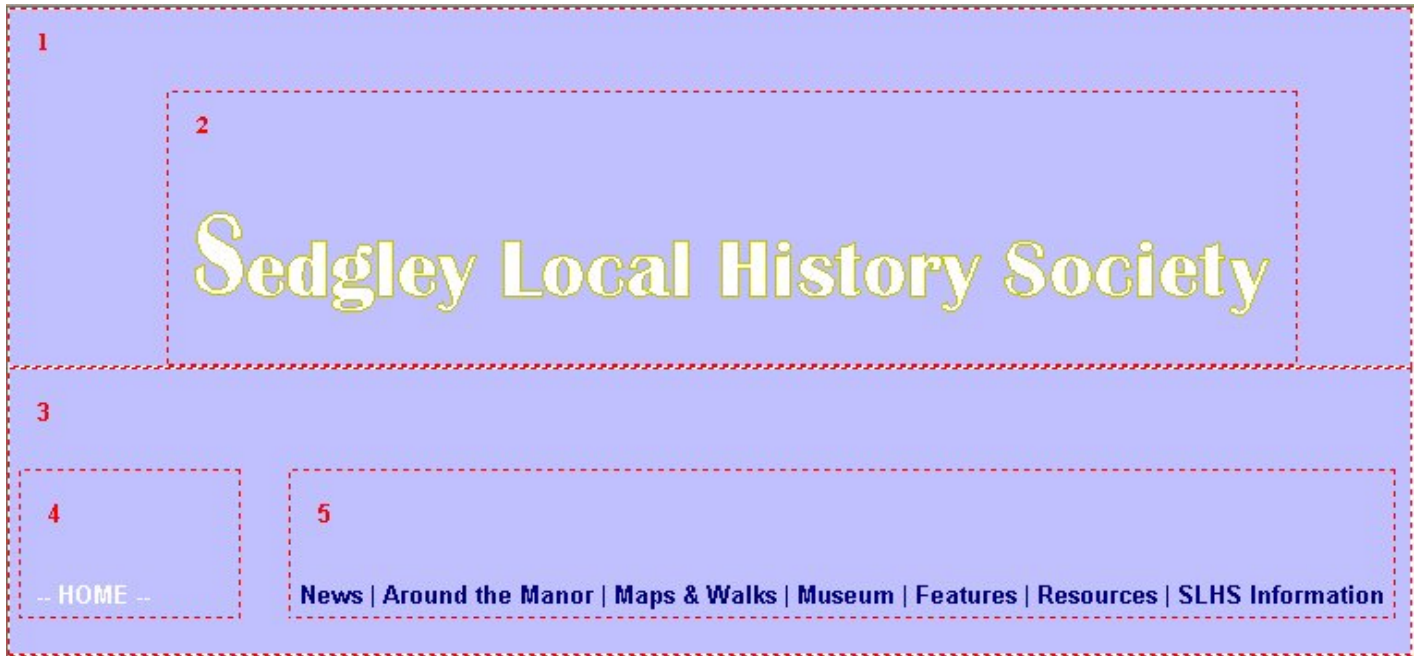 1
2
Sedgley Local History Society
3
4
5
-- HOME --
News | Around the Manor | Maps & Walks | Museum | Features | Resources | SLHS Information